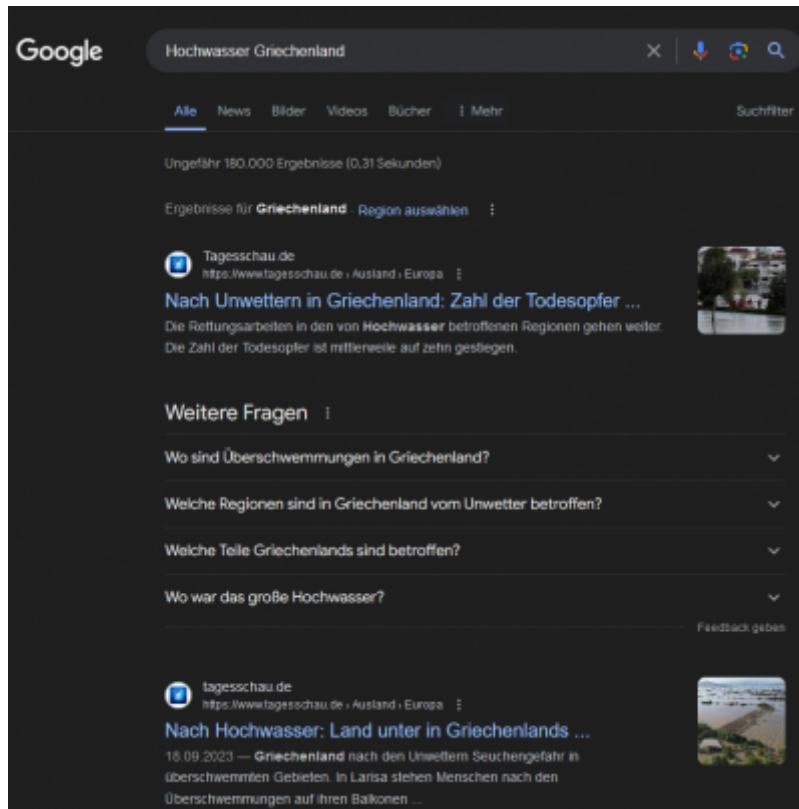 Google
Hochwasser Griechenland
Alle News Bilder Videos Bücher Mehr Suchfilter
Ungefähr 180.000 Ergebnisse (0,31 Sekunden)
Ergebnisse für Griechenland · Region auswählen
Tagesschau.de
https://www.tagesschau.de › Ausland › Europa
Nach Unwettern in Griechenland: Zahl der Todesopfer ...
Die Rettungsarbeiten in den von Hochwasser betroffenen Regionen gehen weiter.
Die Zahl der Todesopfer ist mittlerweile auf zehn gestiegen.
Weitere Fragen
Wo sind Überschwemmungen in Griechenland?
Welche Regionen sind in Griechenland vom Unwetter betroffen?
Welche Teile Griechenlands sind betroffen?
Wo war das große Hochwasser?
Feedback geben
tagesschau.de
https://www.tagesschau.de › Ausland › Europa
Nach Hochwasser: Land unter in Griechenlands ...
18.09.2023 — Griechenland nach den Unwettern Seuchengefahr in
überschwemmten Gebieten. In Larisa stehen Menschen nach den
Überschwemmungen auf ihren Balkonen ...